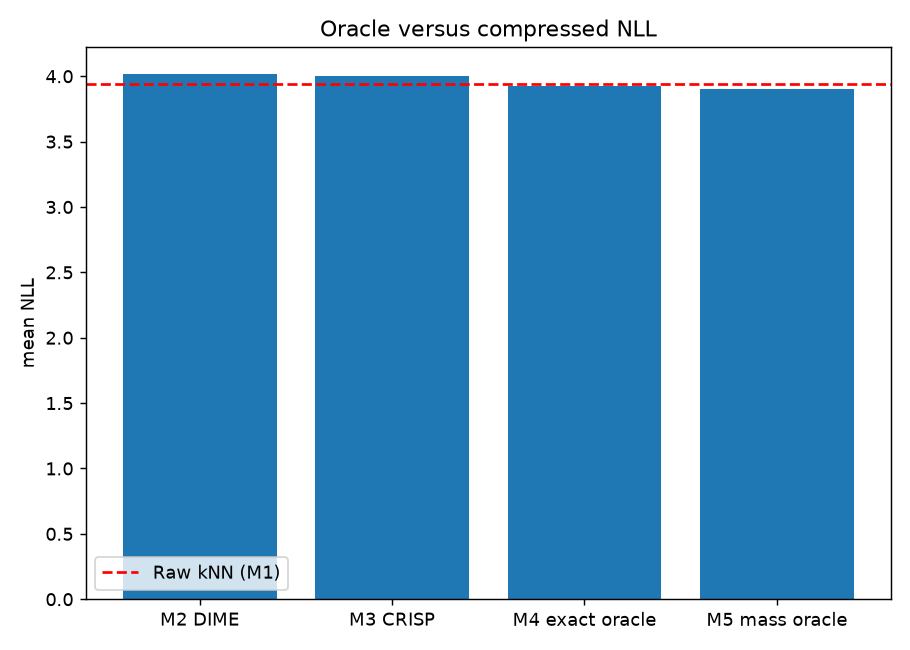 Oracle versus compressed NLL
mean NLL
4.0
3.5
3.0
2.5
2.0
1.5
1.0
0.5
0.0
Raw kNN (M1)
M2 DIME
M3 CRISP
M4 exact oracle
M5 mass oracle